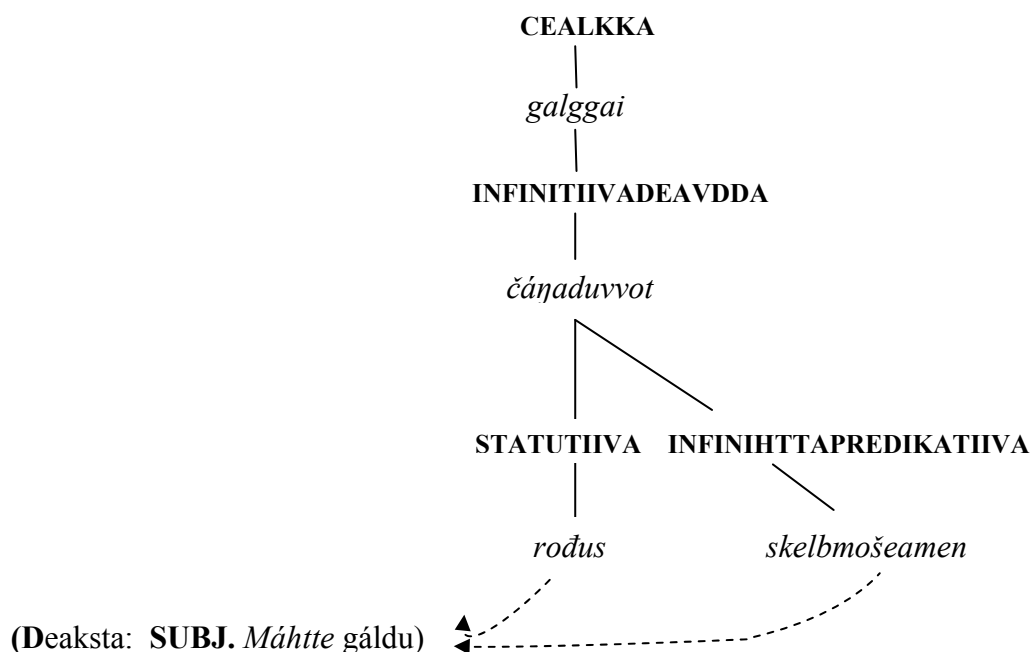 CEALKKA
galggai
INFINITIIVADEAVDDA
čáŋaduvvot
STATUTIIVA INFINIHTTAPREDIKATIIVA
rođus skelbmošeamen
(Deaksta: SUBJ. Máhtte gáldu)